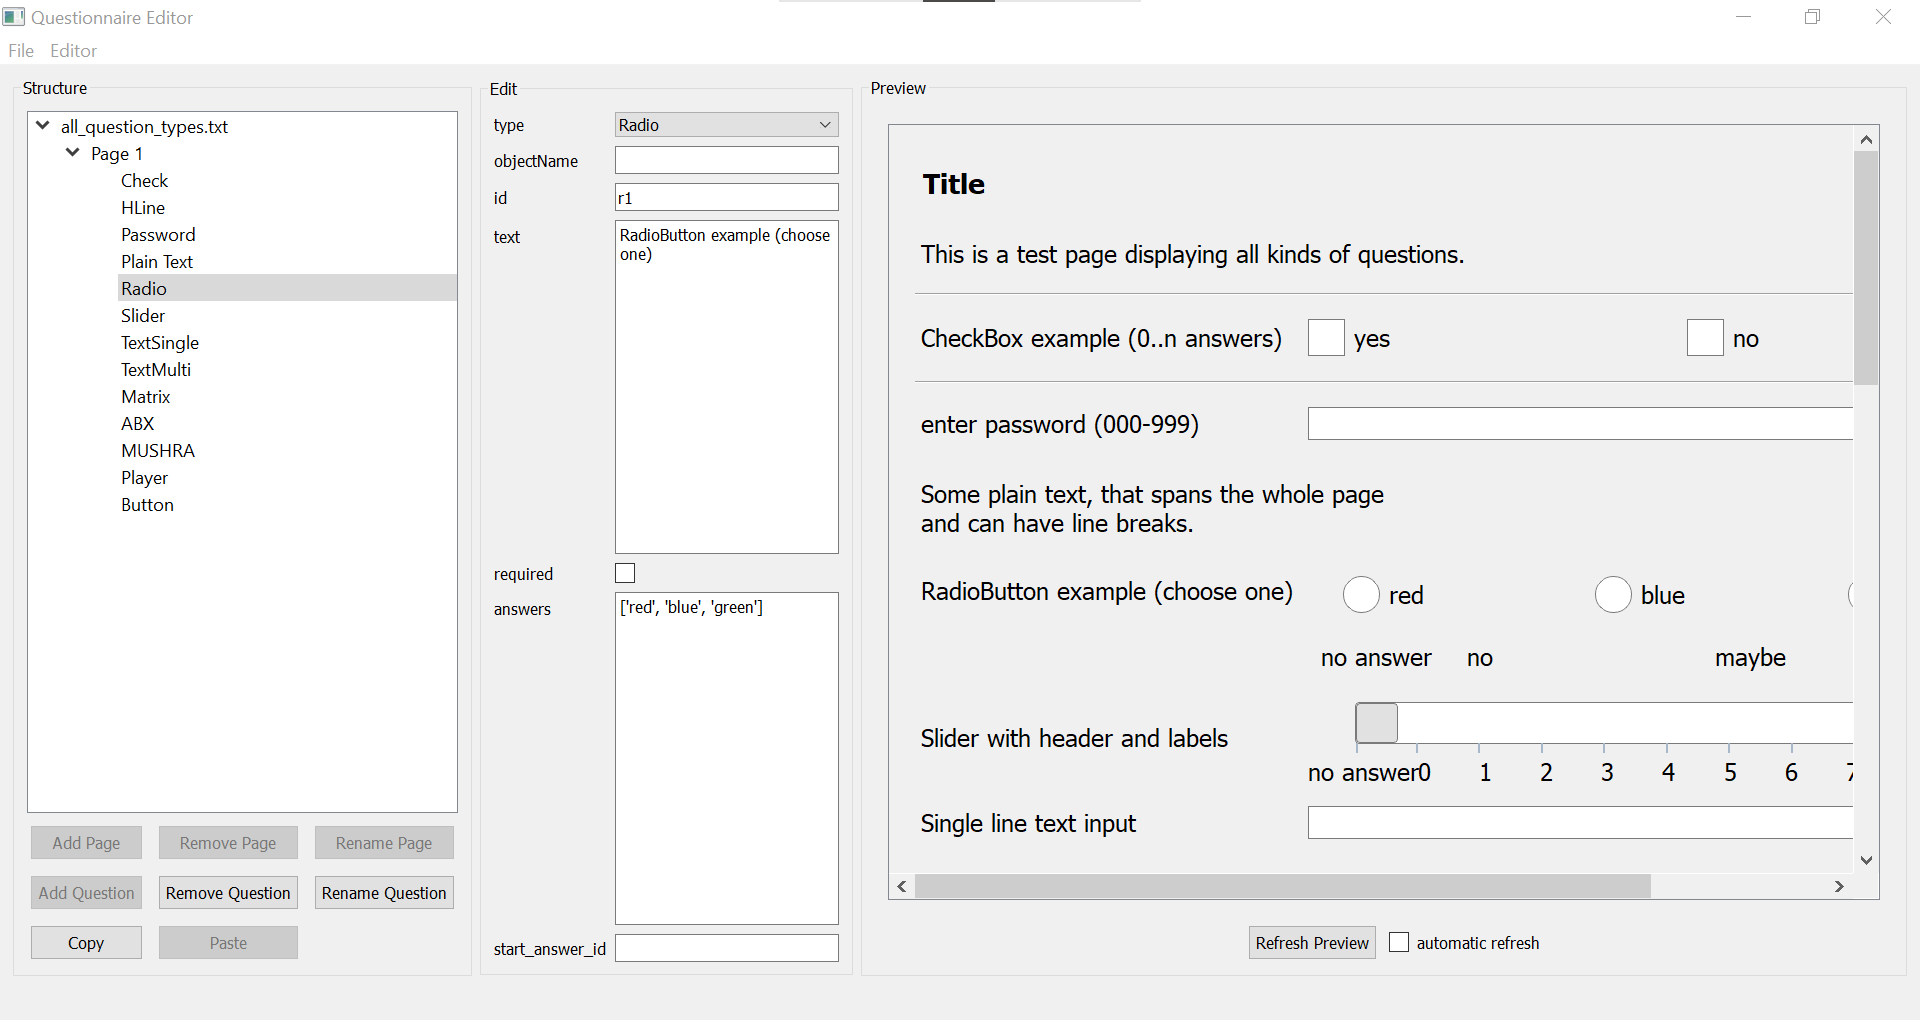 Questionnaire Editor
File Editor
Structure
all_question_types.txt
Page 1
Check
HLine
Password
Plain Text
Radio
Slider
TextSingle
TextMulti
Matrix
ABX
MUSHRA
Player
Button
Add Page Remove Page Rename Page
Add Question Remove Question Rename Question
Copy Paste
Edit
type Radio
objectName
id r1
text RadioButton example (choose
one)
required
answers ['red', 'blue', 'green']
start_answer_id
Preview
Title
This is a test page displaying all kinds of questions.
CheckBox example (0..n answers) yes no
enter password (000-999)
Some plain text, that spans the whole page
and can have line breaks.
RadioButton example (choose one) red blue
no answer no maybe
Slider with header and labels
no answer 0 1 2 3 4 5 6 7
Single line text input
Refresh Preview automatic refresh